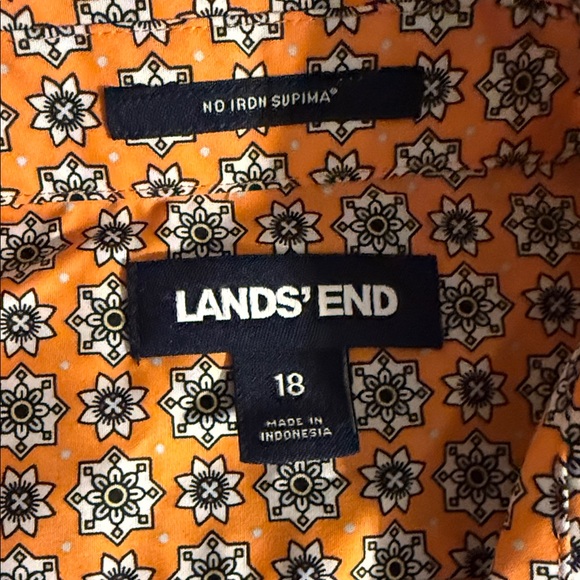 NO IRON SUPIMA®
LANDS' END
18
MADE IN
INDONESIA